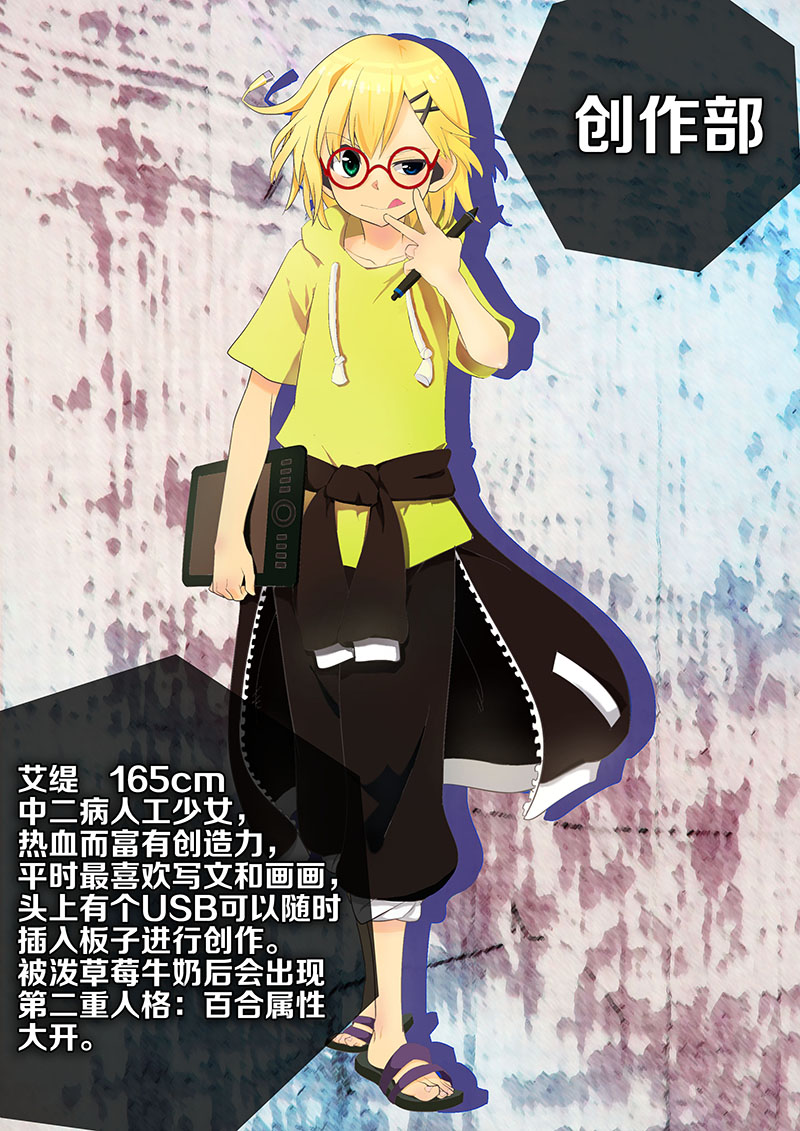 创作部
艾缇　165cm
中二病人工少女，
热血而富有创造力，
平时最喜欢写文和画画，
头上有个USB可以随时
插入板子进行创作。
被泼草莓牛奶后会出现
第二重人格：百合属性
大开。